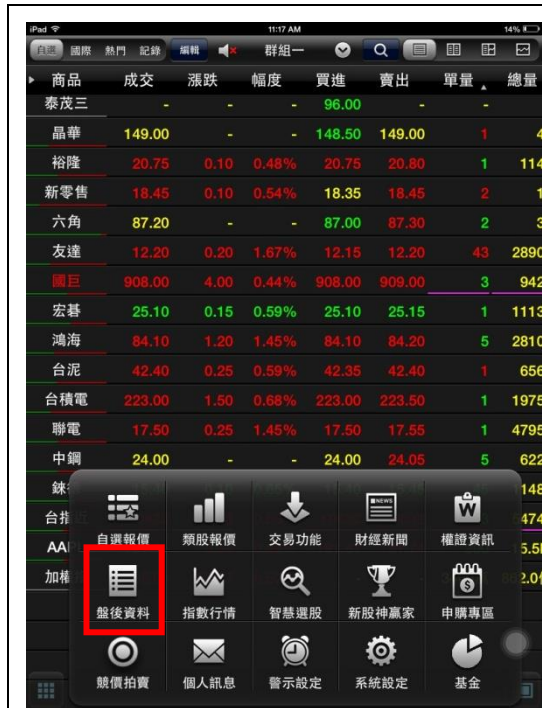 iPad 11:17 AM 14%
自選 國際 熱門 記錄 編輯 群組一
商品 成交 漲跌 幅度 買進 賣出 單量 總量
泰茂三 - - - 96.00 - -
晶華 149.00 - - 148.50 149.00 1 4
裕隆 20.75 0.10 0.48% 20.75 20.80 1 114
新零售 18.45 0.10 0.54% 18.35 18.45 2 1
六角 87.20 - - 87.00 87.30 2 3
友達 12.20 0.20 1.67% 12.15 12.20 43 2890
國巨 908.00 4.00 0.44% 908.00 909.00 3 942
宏碁 25.10 0.15 0.59% 25.10 25.15 1 1113
鴻海 84.10 1.20 1.45% 84.10 84.20 5 2810
台泥 42.40 0.25 0.59% 42.35 42.40 1 656
台積電 223.00 1.50 0.68% 223.00 223.50 1 1975
聯電 17.50 0.25 1.45% 17.50 17.55 1 4795
中鋼 24.00 - - 24.00 24.05 5 622
148
台指 474
AAP 5.5
加權 2.0
NEWS W
自選報價 類股報價 交易功能 財經新聞 權證資訊
盤後資料 指數行情 智慧選股 新股神赢家 申購專區
競價拍賣 個人訊息 警示設定 系統設定 基金